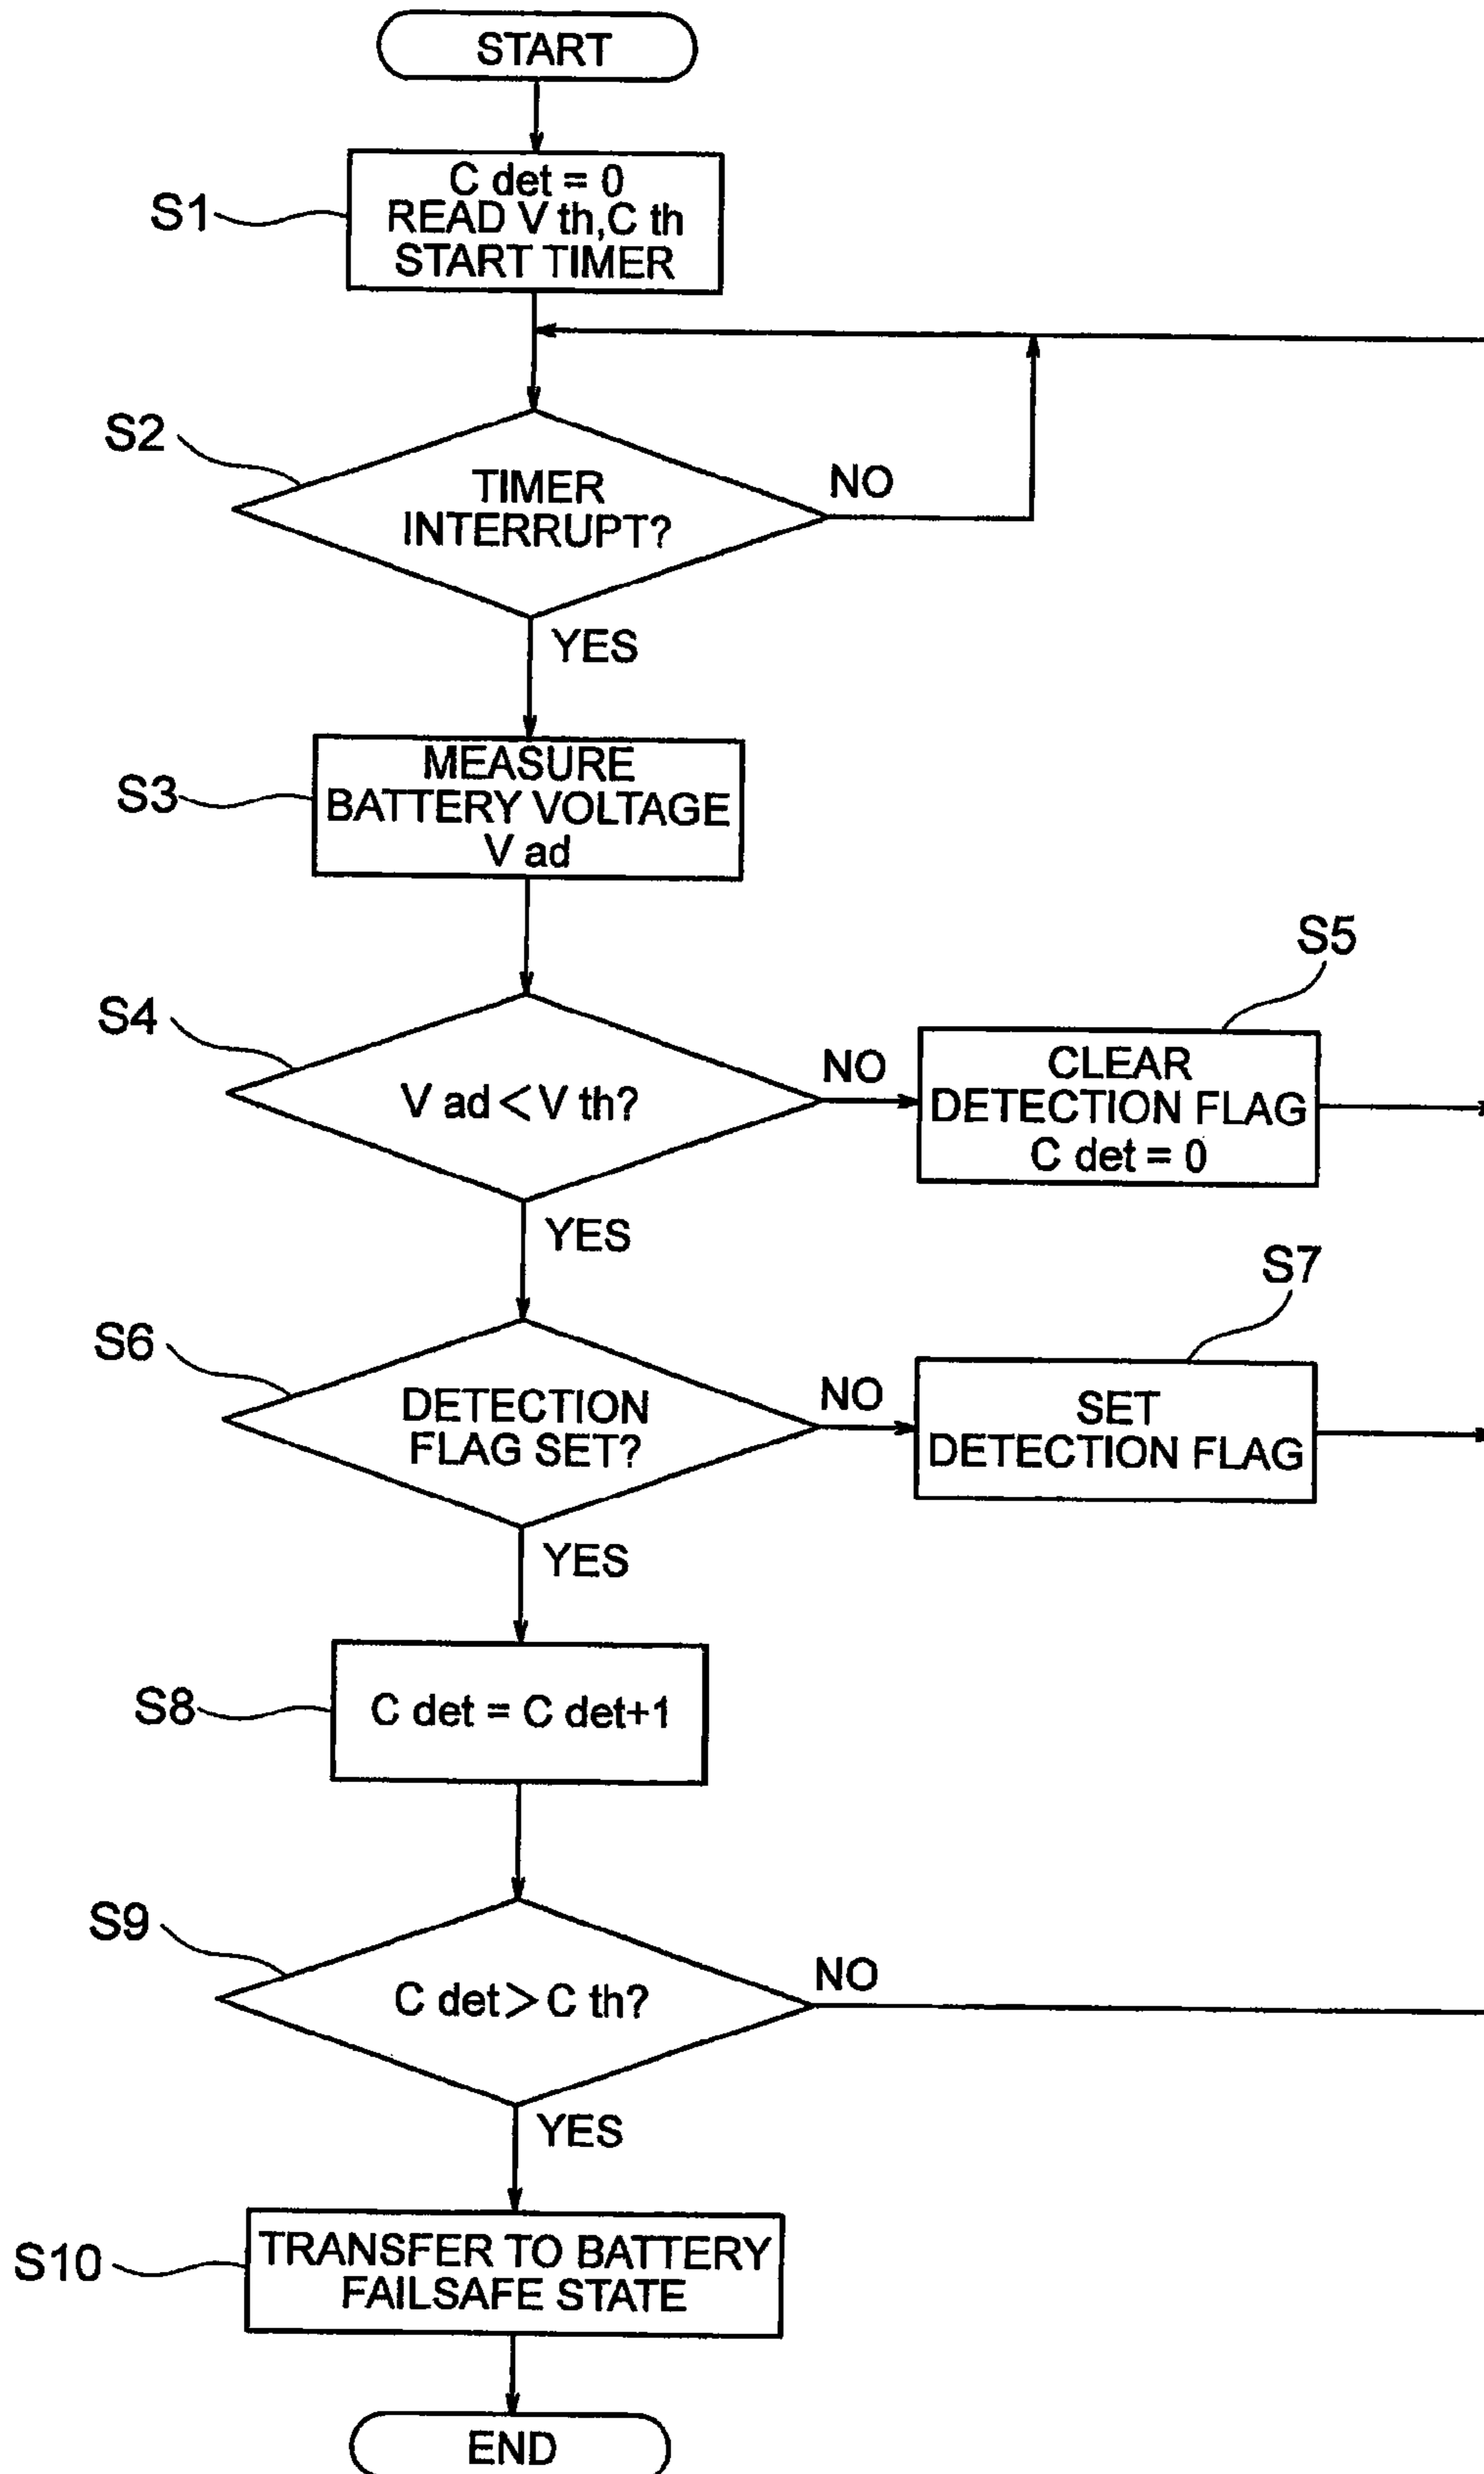 START
S1
C det = 0
READ V th,C th
START TIMER
S2
TIMER
INTERRUPT?
NO
YES
S3
MEASURE
BATTERY VOLTAGE
V ad
S4
V ad<V th?
NO
S5
CLEAR
DETECTION FLAG
C det = 0
YES
S6
DETECTION
FLAG SET?
NO
S7
SET
DETECTION FLAG
YES
S8
C det = C det+1
S9
C det>C th?
NO
YES
S10
TRANSFER TO BATTERY
FAILSAFE STATE
END